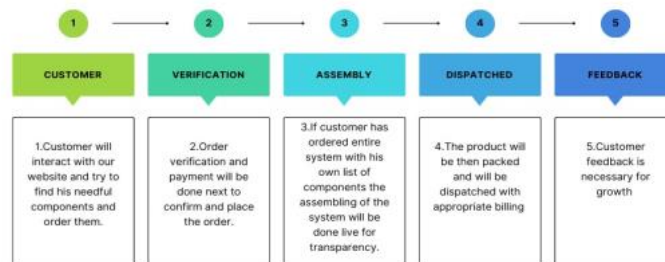 1
2
3
4
5
CUSTOMER
VERIFICATION
ASSEMBLY
DISPATCHED
FEEDBACK
1.Customer will
interact with our
website and try to
find his needful
components and
order them.
2.Order
verification and
payment will be
done next to
confirm and place
the order.
3.If customer has
ordered entire
system with his
own list of
components the
assembling of the
system will be
done live for
transparency.
4.The product will
be then packed
and will be
dispatched with
appropriate billing
5.Customer
feedback is
necessary for
growth